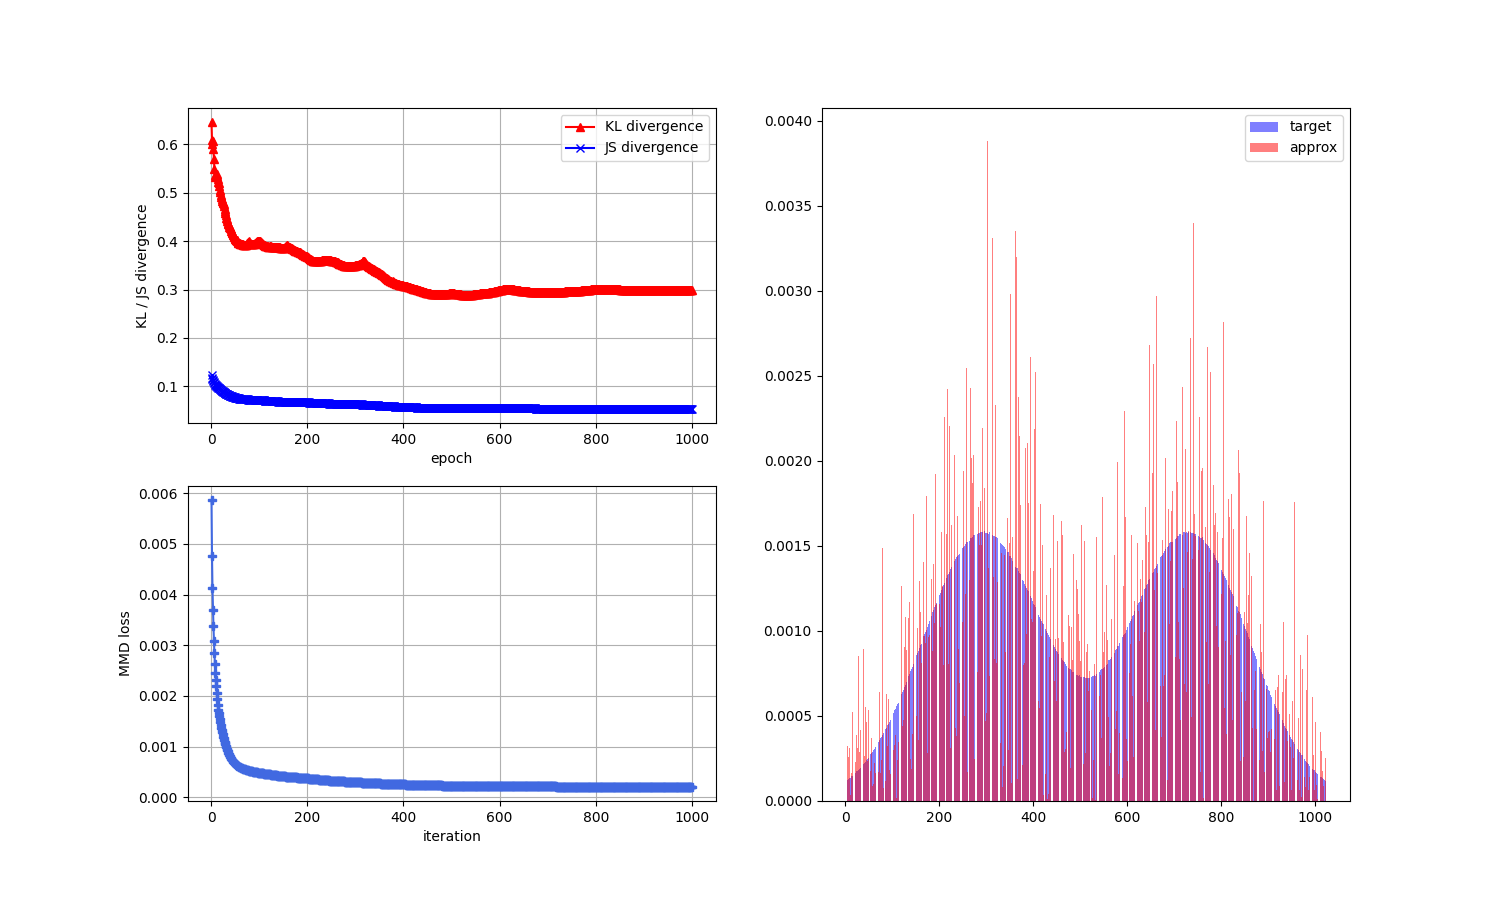 KL divergence
JS divergence
0.6
0.5
0.4
0.3
0.2
0.1
KL / JS divergence
0 200 400 600 800 1000
epoch
0.006
0.005
0.004
0.003
0.002
0.001
0.000
MMD loss
0 200 400 600 800 1000
iteration
target
approx
0.0040
0.0035
0.0030
0.0025
0.0020
0.0015
0.0010
0.0005
0.0000
0 200 400 600 800 1000